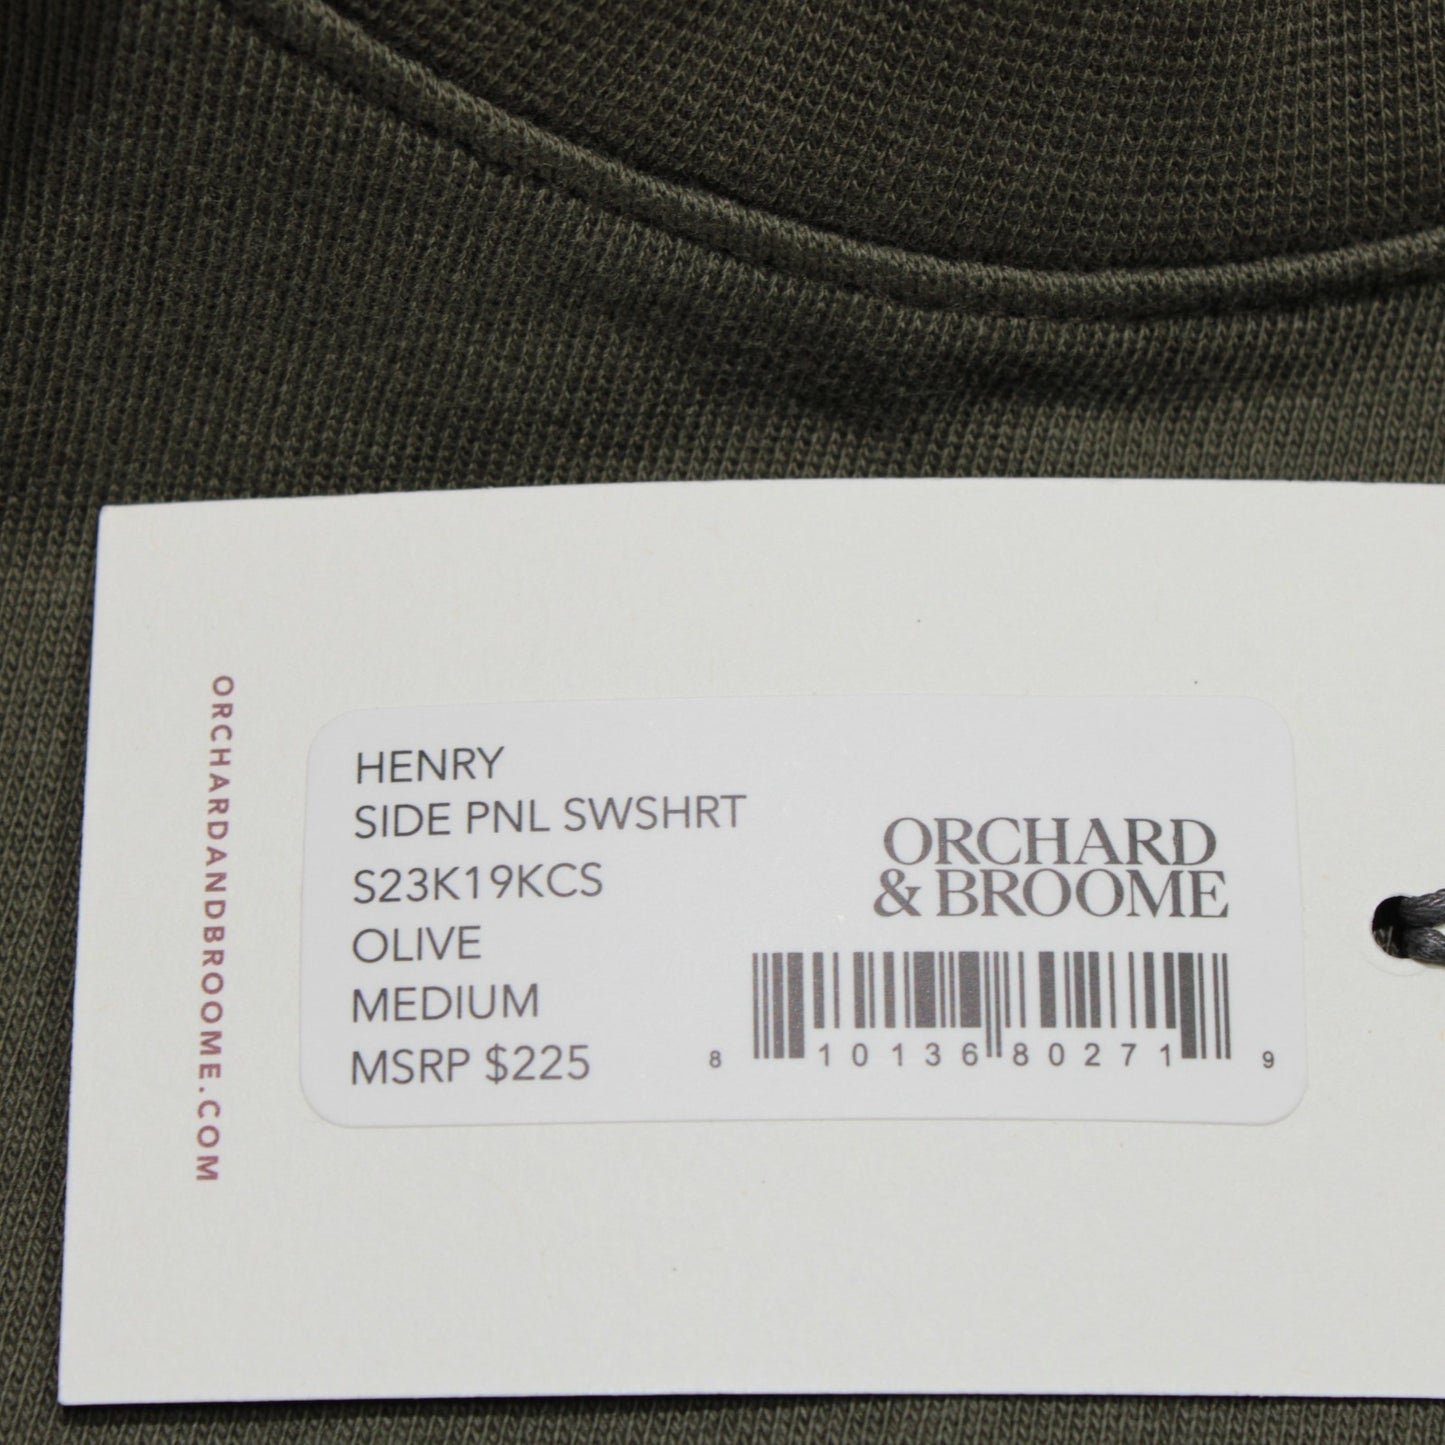 ORCHARDANDBROOME.COM
HENRY
SIDE PNL SWSHRT
S23K19KCS
OLIVE
MEDIUM
MSRP $225
ORCHARD
& BROOME
8 10136 80271 9